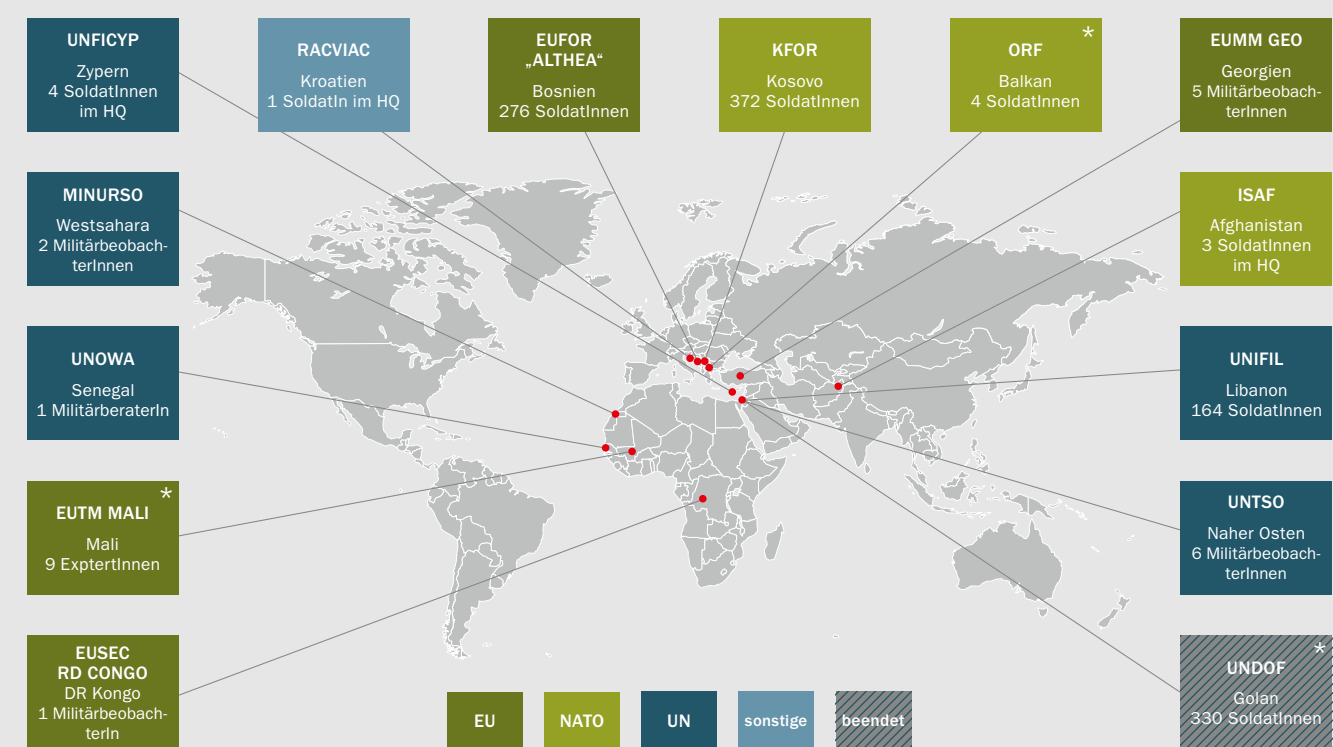 UNFICYP
Zypern
4 SoldatInnen
im HQ
RACVIAC
Kroatien
1 SoldatIn im HQ
EUFOR
„ALTHEA“
Bosnien
276 SoldatInnen
KFOR
Kosovo
372 SoldatInnen
*
ORF
Balkan
4 SoldatInnen
EUMM GEO
Georgien
5 Militärbeobach-
terInnen
MINURSO
Westsahara
2 Militärbeobach-
terInnen
ISAF
Afghanistan
3 SoldatInnen
im HQ
UNOWA
Senegal
1 MilitärberaterIn
UNIFIL
Libanon
164 SoldatInnen
*
EUTM MALI
Mali
9 ExptertInnen
UNTSO
Naher Osten
6 Militärbeobach-
terInnen
EUSEC
RD CONGO
DR Kongo
1 Militärbeobach-
terIn
*
UNDOF
Golan
330 SoldatInnen
EU
NATO
UN
sonstige
beendet